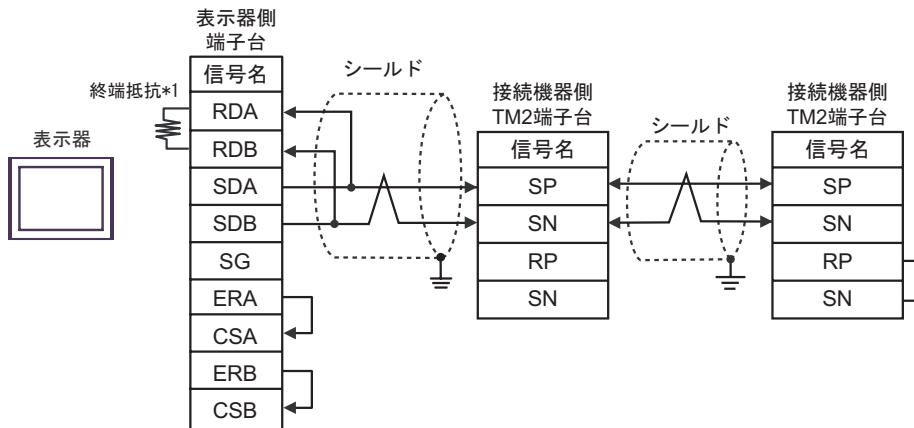 表示器側
端子台
信号名
RDA
RDB
SDA
SDB
SG
ERA
CSA
ERB
CSB
終端抵抗*1
表示器
シールド
接続機器側
TM2端子台
信号名
SP
SN
RP
SN
シールド
接続機器側
TM2端子台
信号名
SP
SN
RP
SN